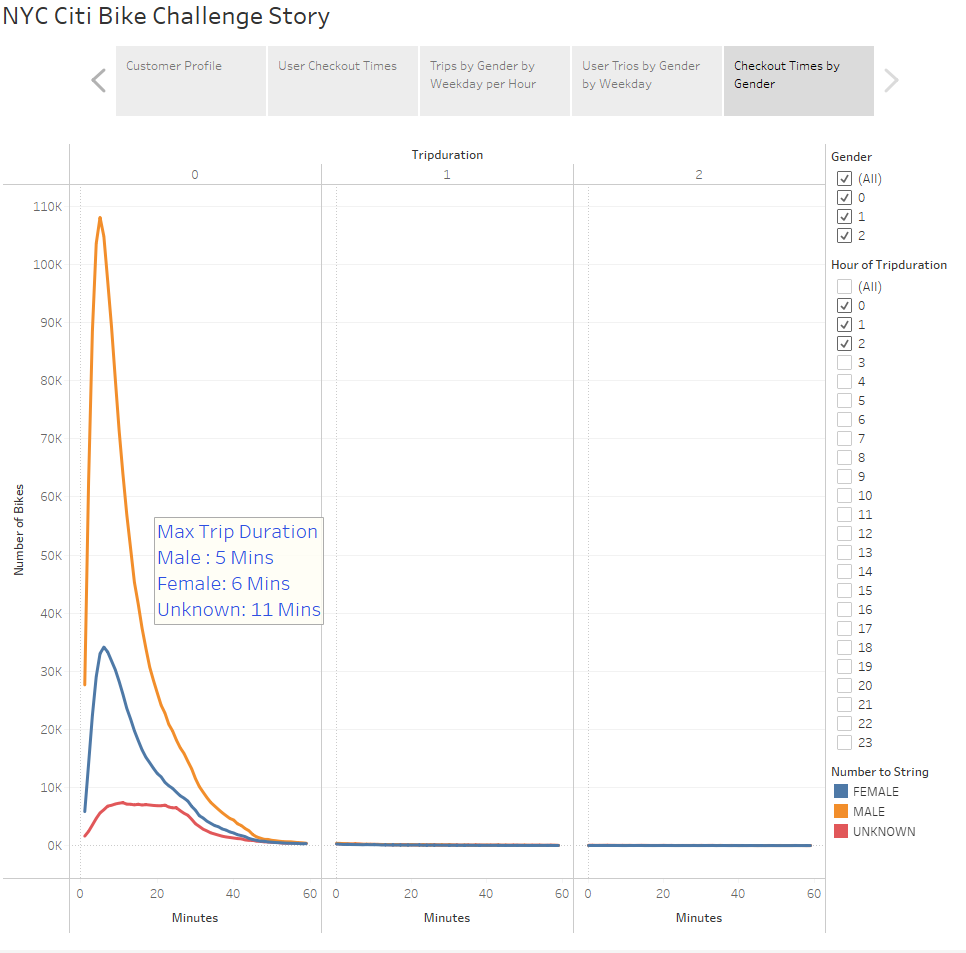 NYC Citi Bike Challenge Story
Customer Profile
User Checkout Times
Trips by Gender by
Weekday per Hour
User Trios by Gender
by Weekday
Checkout Times by
Gender
Tripduration
0 1 2
110K
100K
90K
80K
70K
60K
50K
40K
30K
20K
10K
0K
Number of Bikes
Max Trip Duration
Male : 5 Mins
Female: 6 Mins
Unknown: 11 Mins
0 20 40 60 0 20 40 60 0 20 40 60
Minutes Minutes Minutes
Gender
(All)
0
1
2
Hour of Tripduration
(All)
0
1
2
3
4
5
6
7
8
9
10
11
12
13
14
15
16
17
18
19
20
21
22
23
Number to String
FEMALE
MALE
UNKNOWN